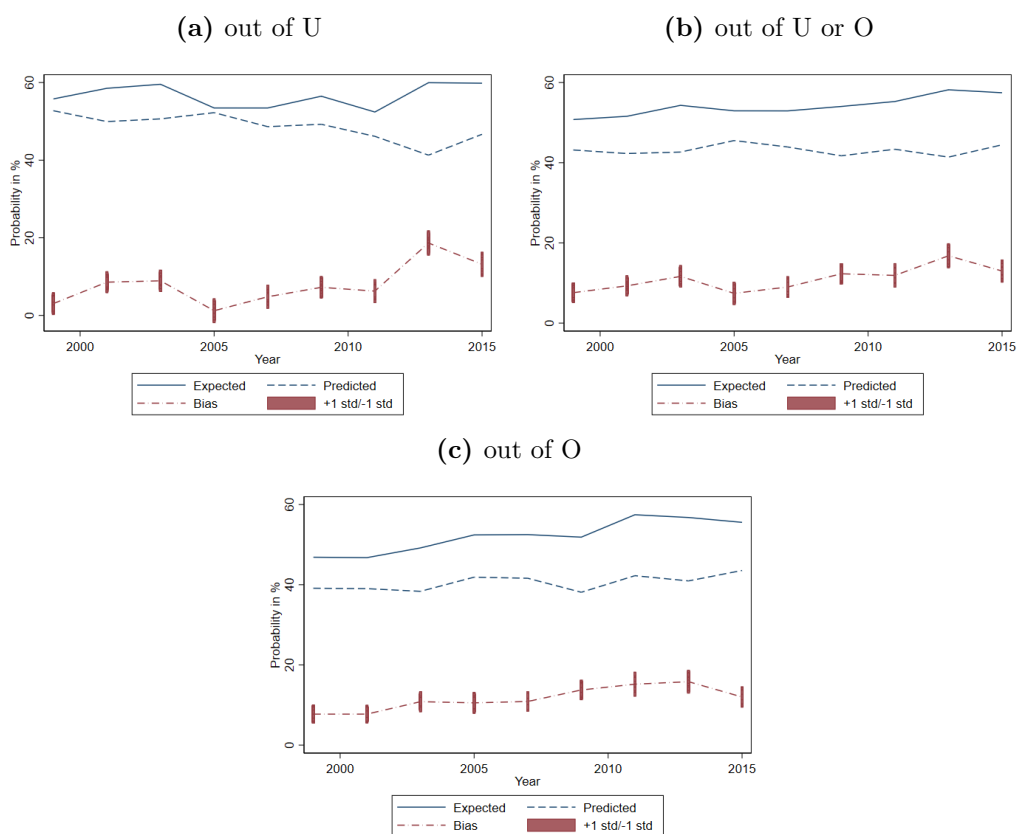 (a) out of U
(b) out of U or O
Probability in %
60
40
20
0
2000 2005 2010 2015
Year
Expected Predicted
Bias +1 std/-1 std
Probability in %
60
40
20
0
2000 2005 2010 2015
Year
Expected Predicted
Bias +1 std/-1 std
(c) out of O
Probability in %
60
40
20
0
2000 2005 2010 2015
Year
Expected Predicted
Bias +1 std/-1 std